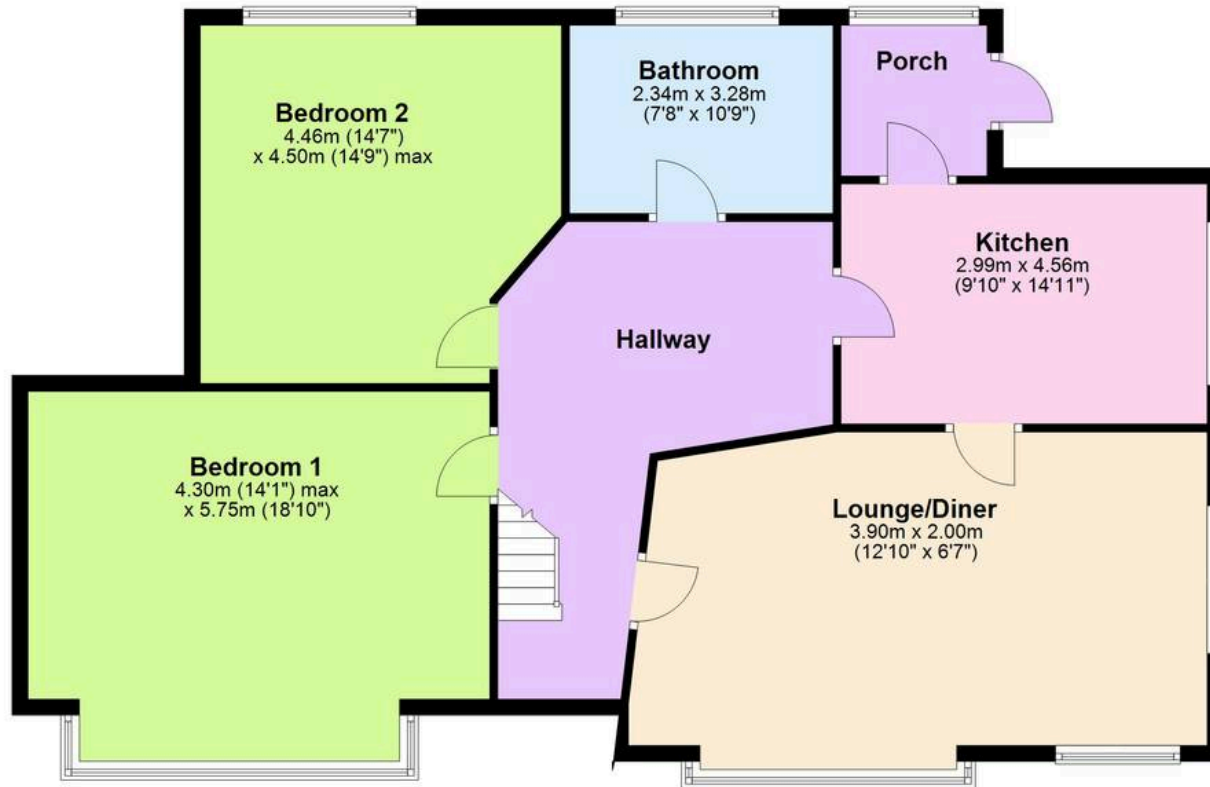 Bedroom 2
4.46m (14'7")
x 4.50m (14'9") max
Bathroom
2.34m x 3.28m
(7'8" x 10'9")
Porch
Kitchen
2.99m x 4.56m
(9'10" x 14'11")
Hallway
Bedroom 1
4.30m (14'1") max
x 5.75m (18'10")
Lounge/Diner
3.90m x 2.00m
(12'10" x 6'7")